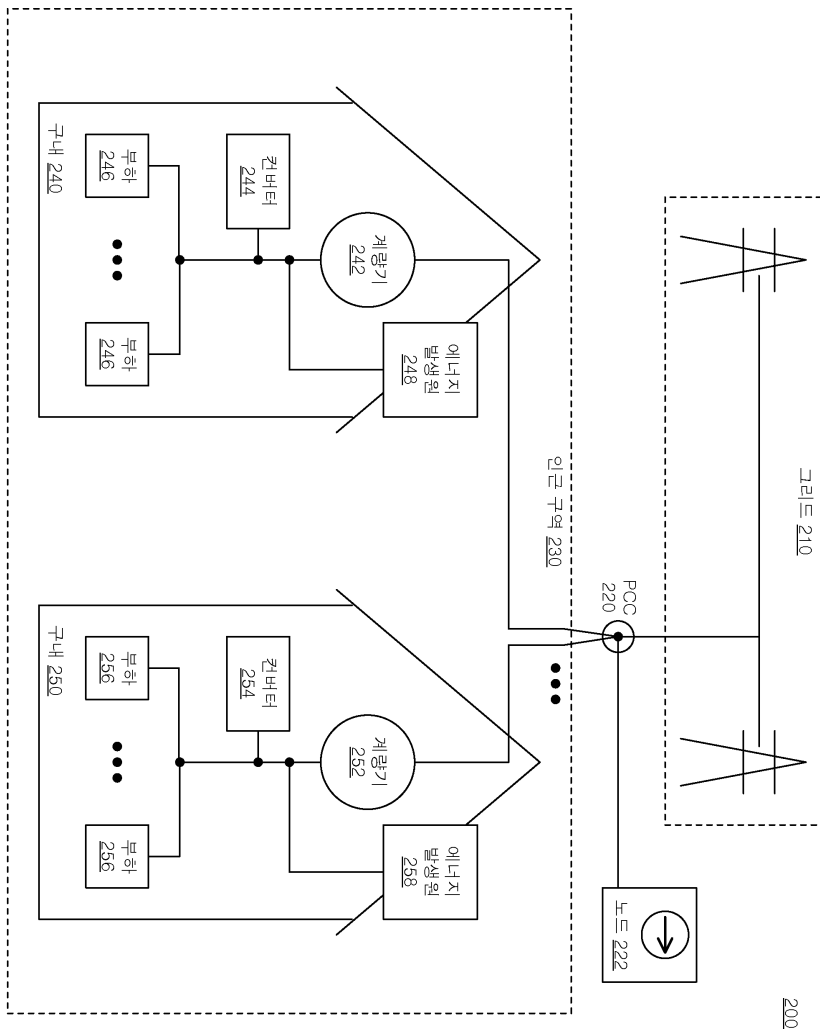 200
그리드 210
PCC
220
노드 222
인근 구역 230
에너지
발생원
248
계량기
242
컨버터
244
부하
246
부하
246
구내 240
에너지
발생원
258
계량기
252
컨버터
254
부하
256
부하
256
구내 250